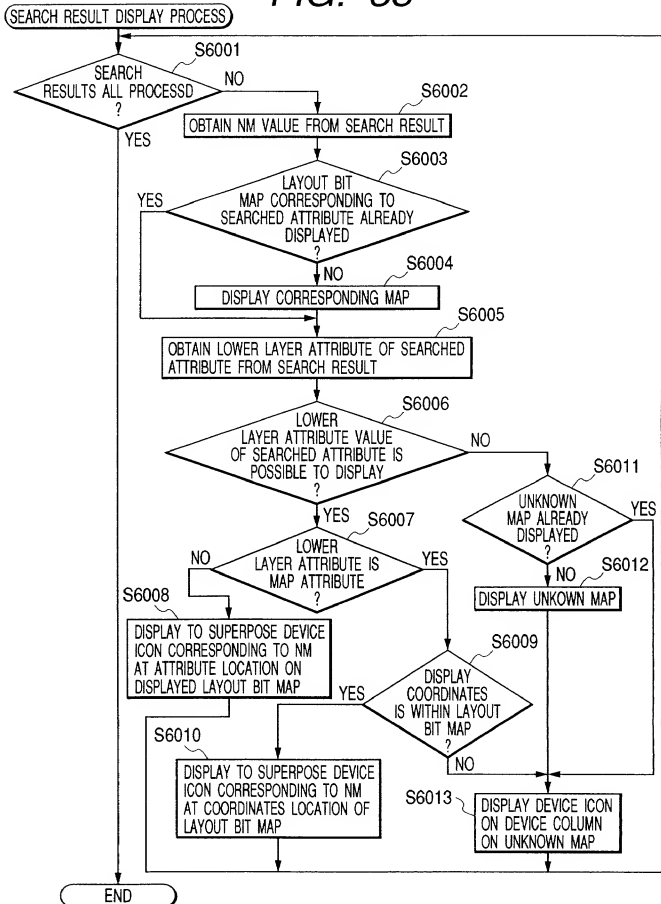 SEARCH RESULT DISPLAY PROCESS
S6001
SEARCH
RESULTS ALL PROCESSD
?
NO
YES
S6002
OBTAIN NM VALUE FROM SEARCH RESULT
S6003
LAYOUT BIT
MAP CORRESPONDING TO
SEARCHED ATTRIBUTE ALREADY
DISPLAYED
?
YES
NO
S6004
DISPLAY CORRESPONDING MAP
S6005
OBTAIN LOWER LAYER ATTRIBUTE OF SEARCHED
ATTRIBUTE FROM SEARCH RESULT
S6006
LOWER
LAYER ATTRIBUTE VALUE
OF SEARCHED ATTRIBUTE IS
POSSIBLE TO DISPLAY
?
NO
YES
S6011
UNKNOWN
MAP ALREADY
DISPLAYED
?
YES
NO
S6012
DISPLAY UNKOWN MAP
S6007
LOWER
LAYER ATTRIBUTE IS
MAP ATTRIBUTE
?
NO
YES
S6008
DISPLAY TO SUPERPOSE DEVICE
ICON CORRESPONDING TO NM
AT ATTRIBUTE LOCATION ON
DISPLAYED LAYOUT BIT MAP
S6009
DISPLAY
COORDINATES
IS WITHIN LAYOUT
BIT MAP
?
YES
NO
S6010
DISPLAY TO SUPERPOSE DEVICE
ICON CORRESPONDING TO NM
AT COORDINATES LOCATION OF
LAYOUT BIT MAP
S6013
DISPLAY DEVICE ICON
ON DEVICE COLUMN
ON UNKNOWN MAP
END